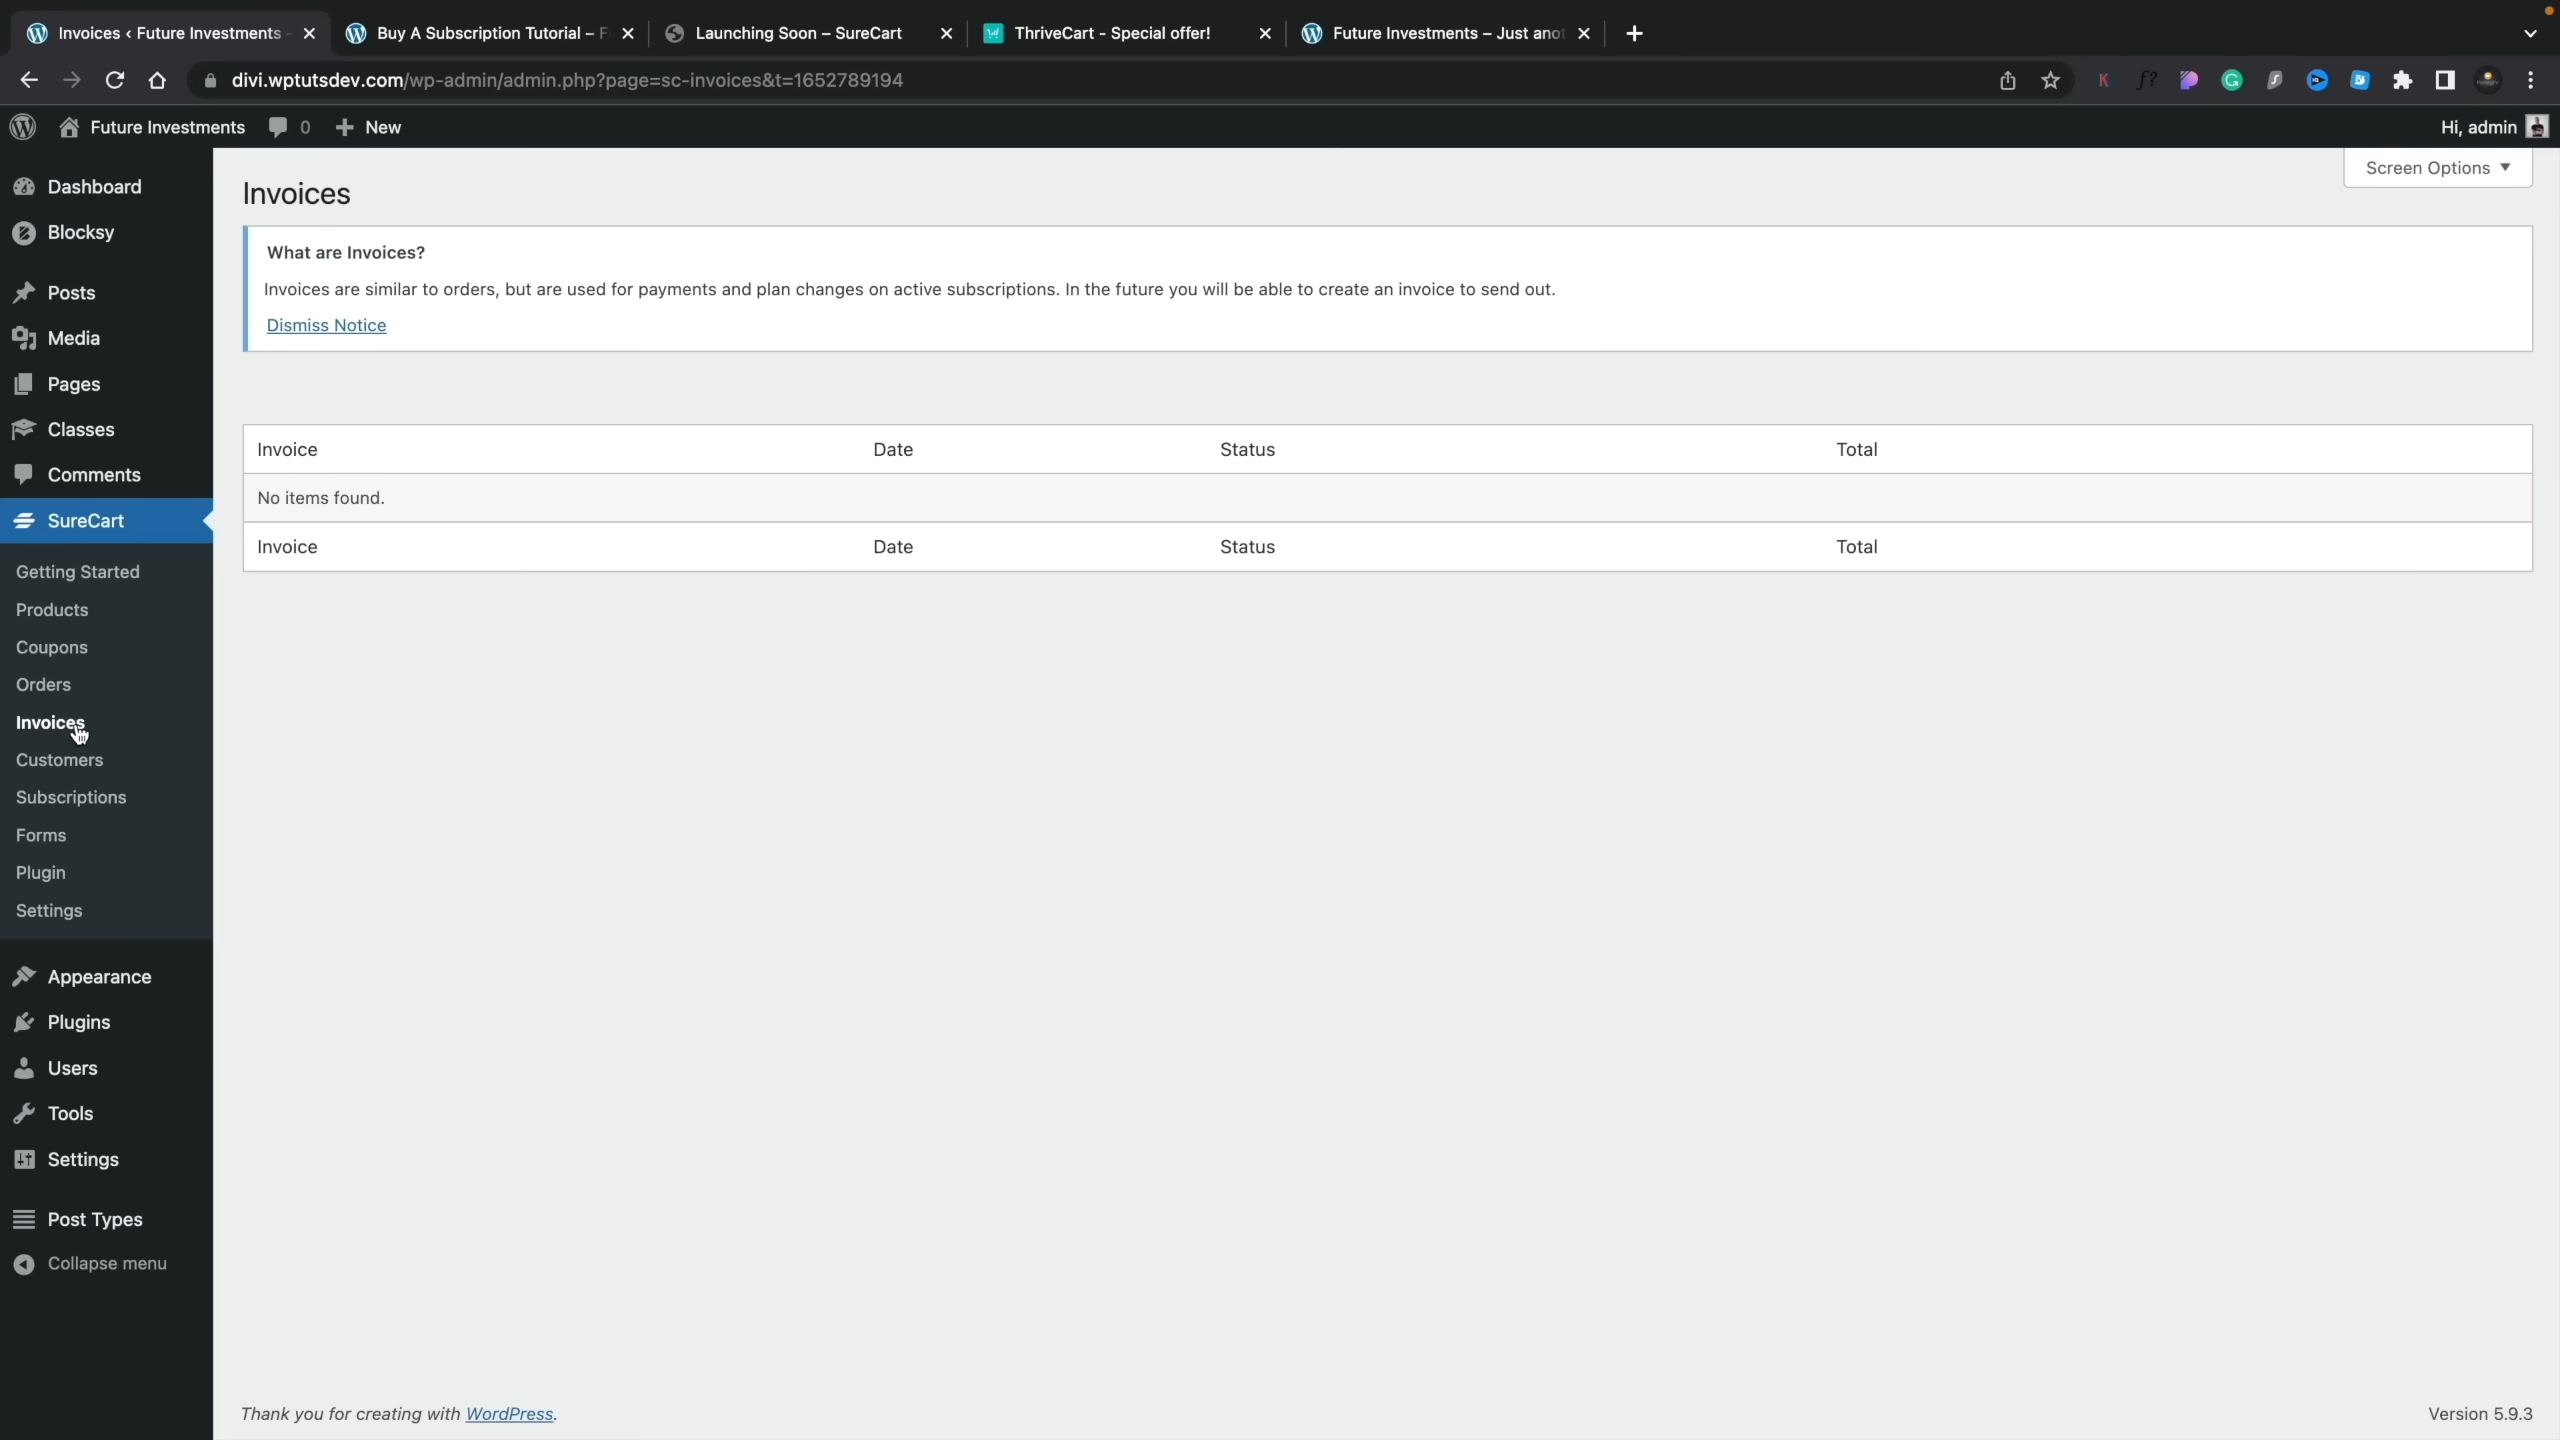 Invoices ‹ Future Investments
Buy A Subscription Tutorial –
Launching Soon – SureCart
ThriveCart - Special offer!
Future Investments – Just
divi.wptutsdev.com/wp-admin/admin.php?page=sc-invoices&t=1652789194
Future Investments
0
New
Hi, admin
Screen Options
Dashboard
Blocksy
Posts
Media
Pages
Classes
Comments
SureCart
Getting Started
Products
Coupons
Orders
Invoices
Customers
Subscriptions
Forms
Plugin
Settings
Appearance
Plugins
Users
Tools
Settings
Post Types
Collapse menu
Invoices
What are Invoices?
Invoices are similar to orders, but are used for payments and plan changes on active subscriptions. In the future you will be able to create an invoice to send out.
Dismiss Notice
Invoice Date Status Total
No items found.
Invoice Date Status Total
Thank you for creating with WordPress.
Version 5.9.3